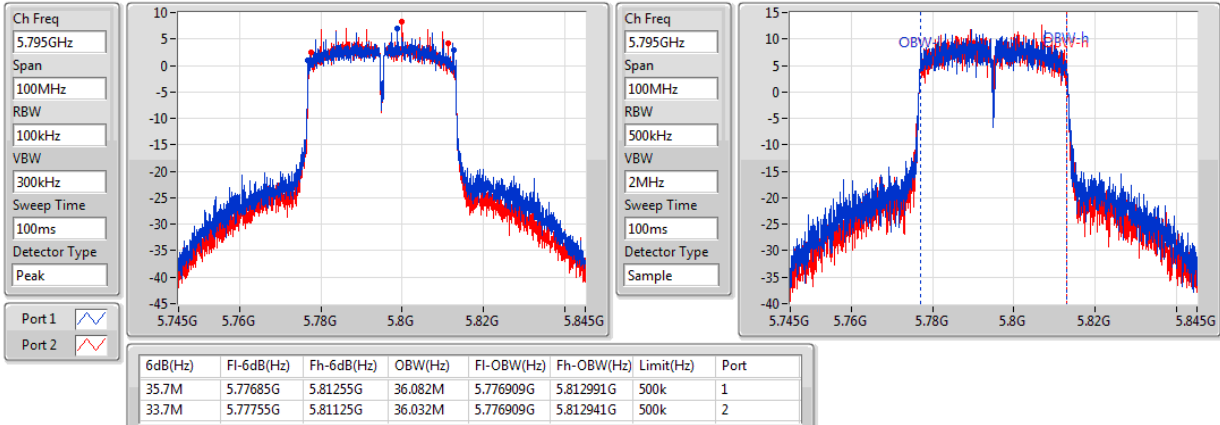 Ch Freq
5.795GHz
Span
100MHz
RBW
100kHz
VBW
300kHz
Sweep Time
100ms
Detector Type
Peak
Port 1
Port 2
10
5
0
-5
-10
-15
-20
-25
-30
-35
-40
-45
5.745G 5.76G 5.78G 5.8G 5.82G 5.845G
Ch Freq
5.795GHz
Span
100MHz
RBW
500kHz
VBW
2MHz
Sweep Time
100ms
Detector Type
Sample
15
10
5
0
-5
-10
-15
-20
-25
-30
-35
-40
OBW- OBW-h
OBW-h
5.745G 5.76G 5.78G 5.8G 5.82G 5.845G
6dB(Hz) Fl-6dB(Hz) Fh-6dB(Hz) OBW(Hz) Fl-OBW(Hz) Fh-OBW(Hz) Limit(Hz) Port
35.7M 5.77685G 5.81255G 36.082M 5.776909G 5.812991G 500k 1
33.7M 5.77755G 5.81125G 36.032M 5.776909G 5.812941G 500k 2